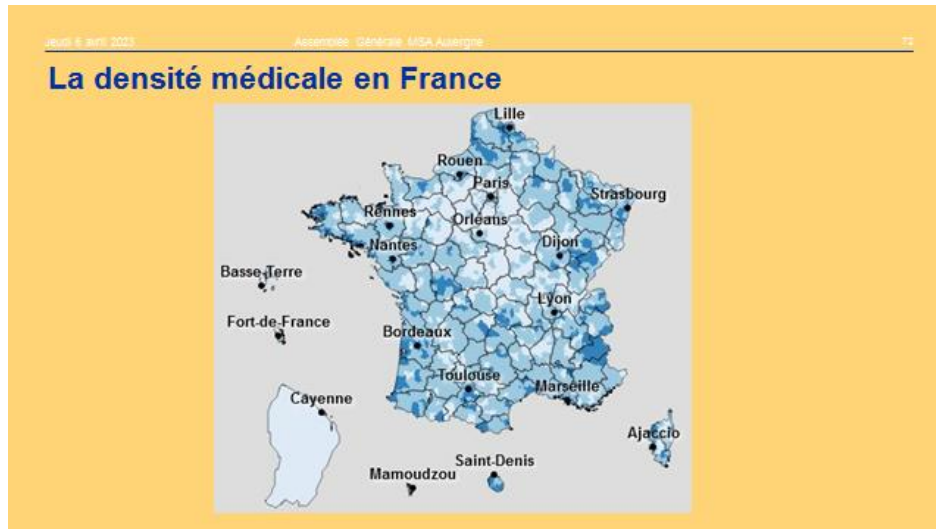 Jeudi 6 avril 2023
Assemblée Générale MSA Auvergne
72
La densité médicale en France
Lille
Rouen
Paris
Strasbourg
Rennes
Orléans
Nantes
Dijon
Basse-Terre
Lyon
Fort-de-France
Bordeaux
Toulouse
Marseille
Cayenne
Ajaccio
Saint-Denis
Mamoudzou